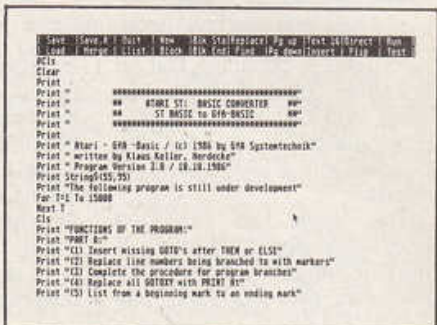 Save Save,A Quit New Blk Sta Replace Pg up Text 16 Direct Run
Load Merge Llist Block Blk End Find Pg down Insert Flip Test
Cls
Clear
Print
Print " ##################################"
Print " ## ATARI ST: BASIC CONVERTER ##"
Print " ## ST BASIC to GfA-BASIC ##"
Print " ##################################"
Print
Print " Atari - GfA -Basic / (c) 1986 by GfA Systemtechnik"
Print " written by Klaus Keller, Herdecke"
Print " Program Version 2.0 / 18.10.1986"
Print String$(55,95)
Print "The following program is still under development"
For T=1 To 15000
Next T
Cls
Print "FUNCTIONS OF THE PROGRAM:"
Print "PART A:"
Print "(1) Insert missing GOTO's after THEN or ELSE"
Print "(2) Replace line numbers being branched to with markers"
Print "(3) Complete the procedure for program branches"
Print "(4) Replace all GOTOXY with PRINT At"
Print "(5) List from a beginning mark to an ending mark"